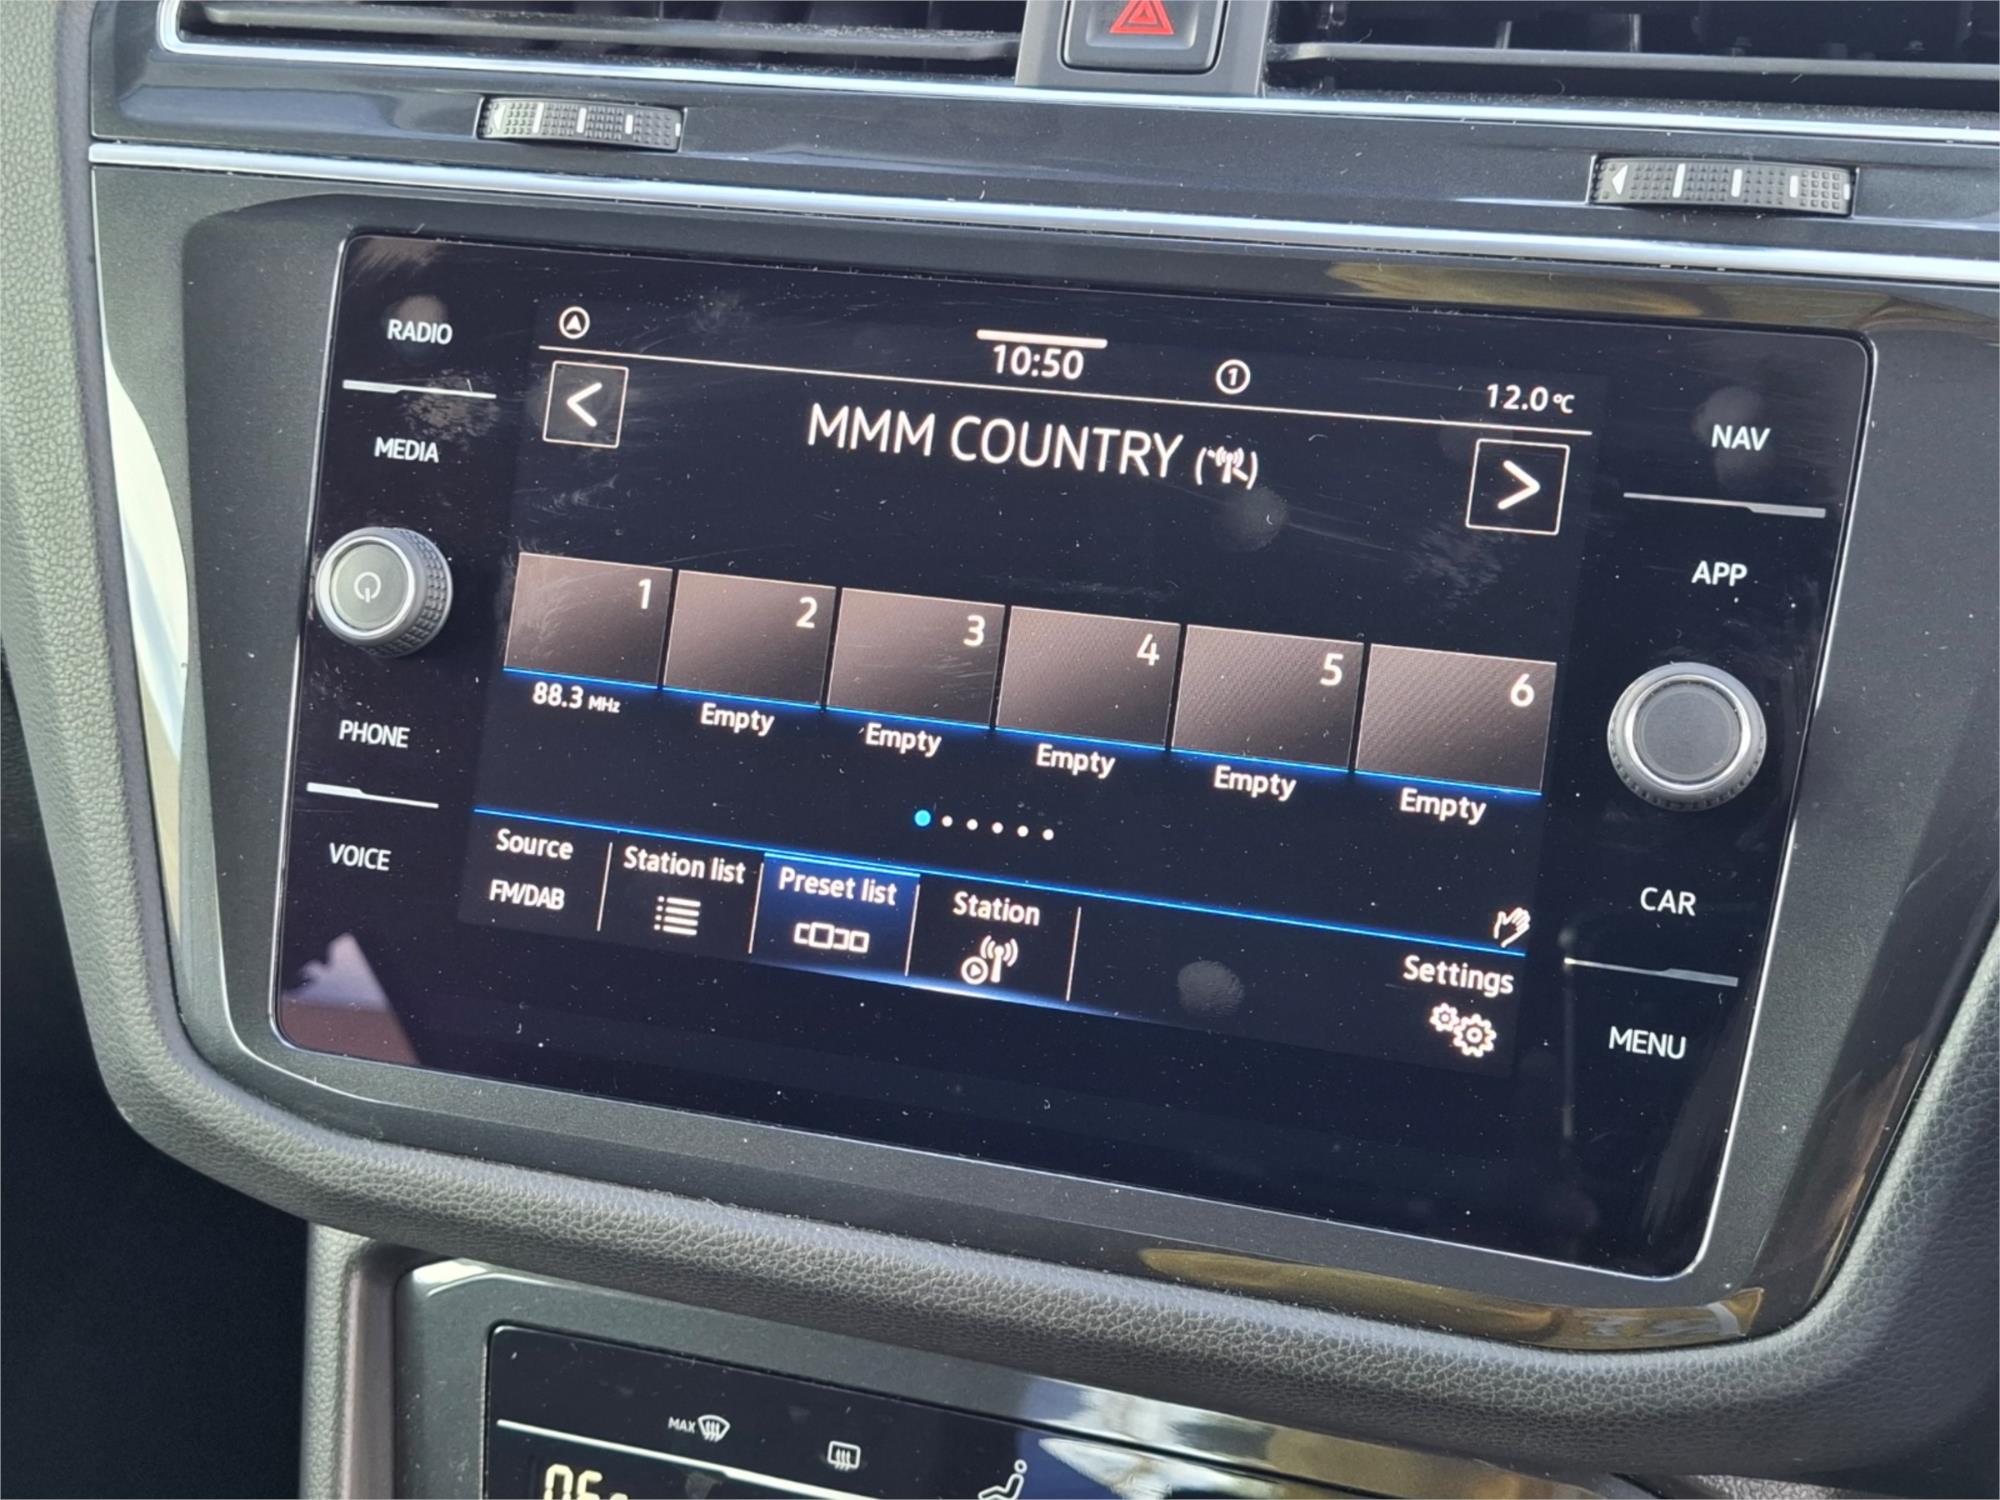 RADIO
MEDIA
PHONE
VOICE
10:50
1
12.0 °C
MMM COUNTRY
1
2
3
4
5
6
88.3 MHz
Empty
Empty
Empty
Empty
Empty
Source
FM/DAB
Station list
Preset list
Station
Settings
NAV
APP
CAR
MENU
MAX